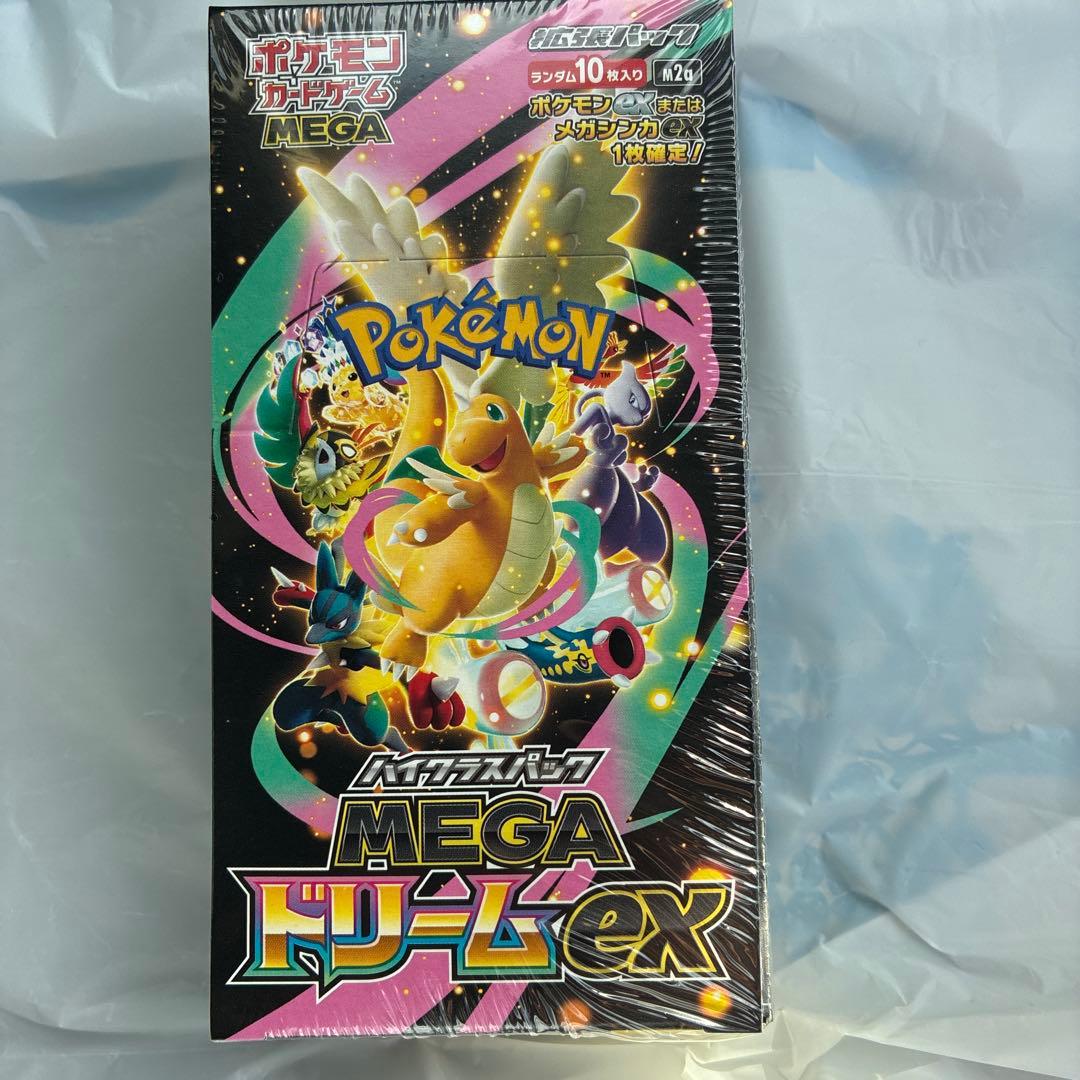 ポケモン
カードゲーム
MEGA
拡張パック
ランダム10枚入り M2a
ポケモンexまたは
メガシンカex
1枚確定!
POKéMON
TM
ハイクラスパック
MEGA
ドリームex